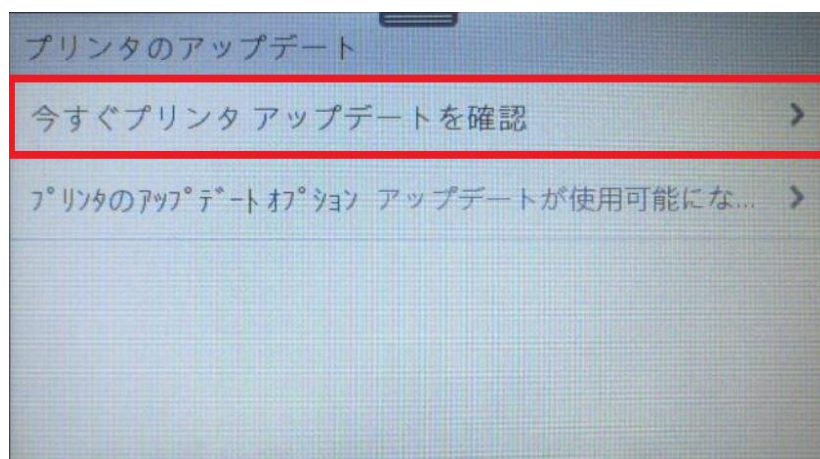 プリンタのアップデート
今すぐプリンタ アップデートを確認
ﾌﾟﾘﾝﾀのｱｯﾌﾟﾃﾞｰﾄ ｵﾌﾟｼｮﾝ アップデートが使用可能にな...